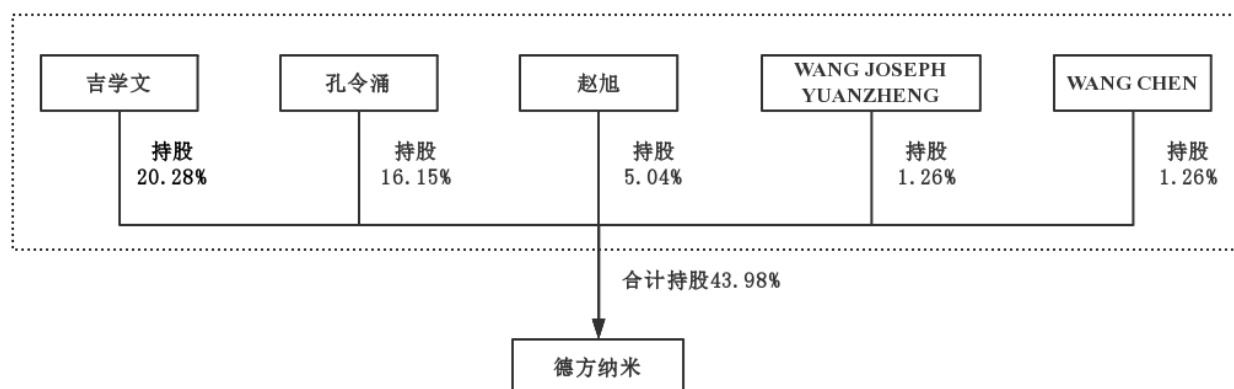 吉学文
孔令涌
赵旭
WANG JOSEPH
YUANZHENG
WANG CHEN
持股
20.28%
持股
16.15%
持股
5.04%
持股
1.26%
持股
1.26%
合计持股43.98%
德方纳米